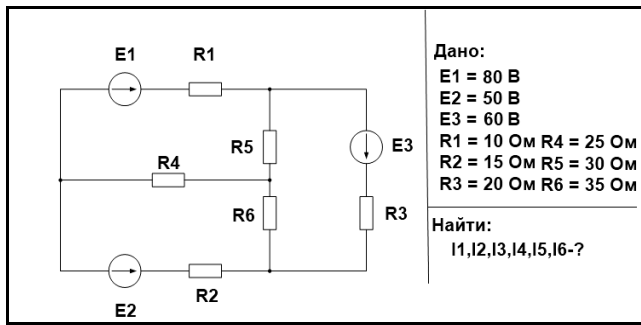 E1
R1
R4
R5
R6
E3
R3
R2
E2
Дано:
E1 = 80 В
E2 = 50 В
E3 = 60 В
R1 = 10 Ом R4 = 25 Ом
R2 = 15 Ом R5 = 30 Ом
R3 = 20 Ом R6 = 35 Ом
Найти:
I1,I2,I3,I4,I5,I6-?